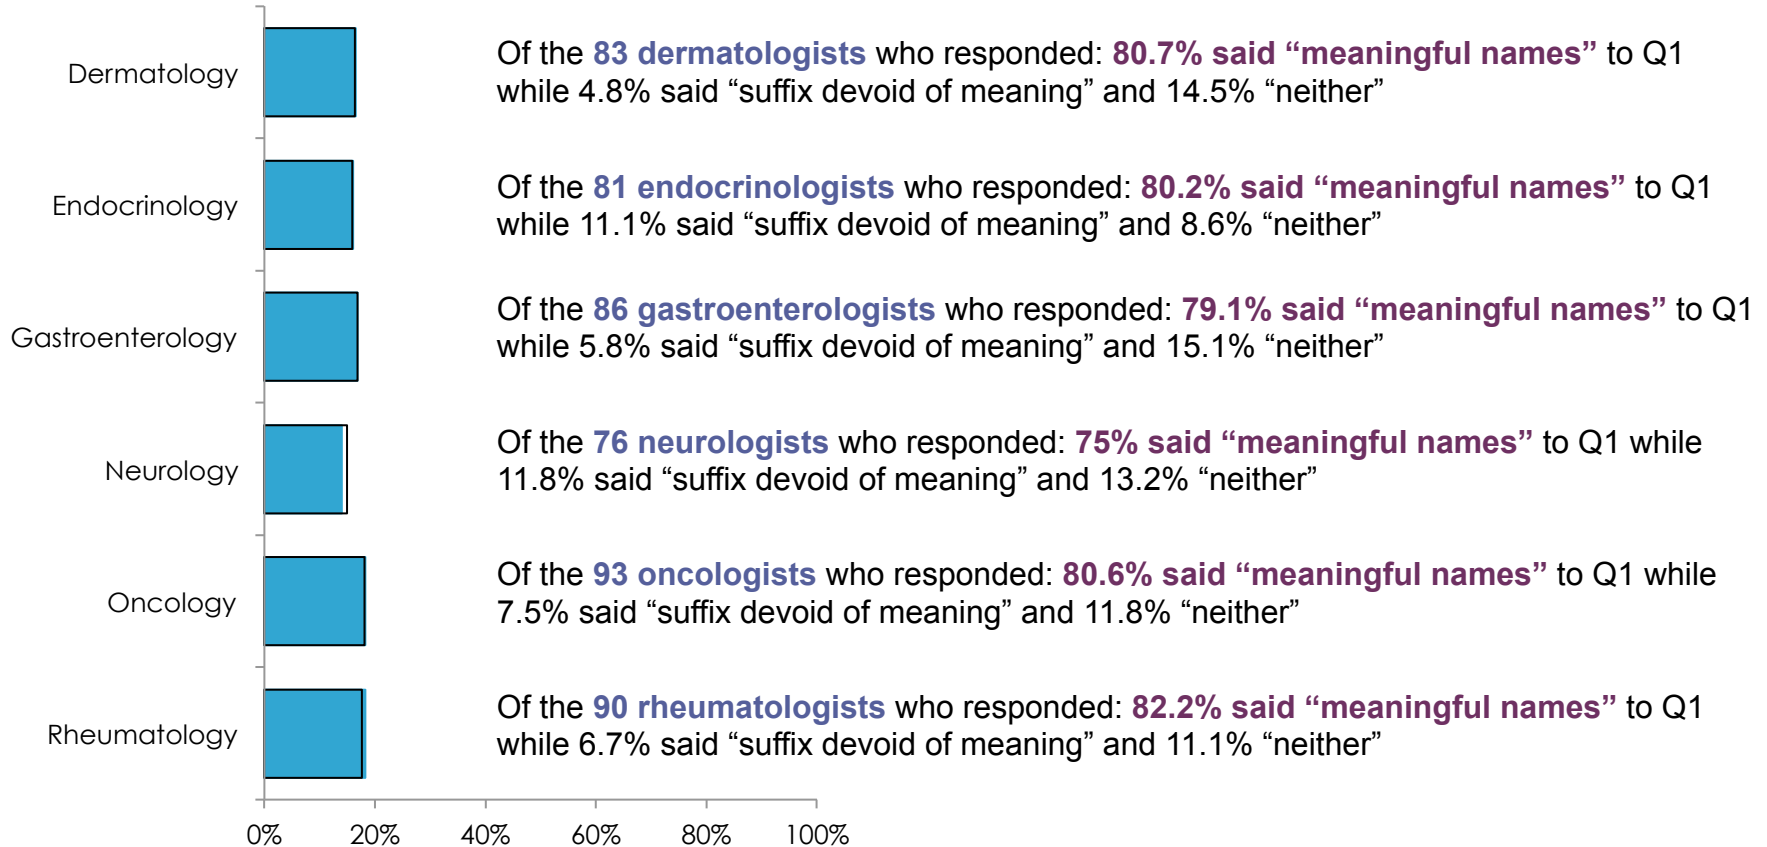 Dermatology
Of the 83 dermatologists who responded: 80.7% said “meaningful names” to Q1
while 4.8% said “suffix devoid of meaning” and 14.5% “neither”
Endocrinology
Of the 81 endocrinologists who responded: 80.2% said “meaningful names” to Q1
while 11.1% said “suffix devoid of meaning” and 8.6% “neither”
Gastroenterology
Of the 86 gastroenterologists who responded: 79.1% said “meaningful names” to Q1
while 5.8% said “suffix devoid of meaning” and 15.1% “neither”
Neurology
Of the 76 neurologists who responded: 75% said “meaningful names” to Q1 while
11.8% said “suffix devoid of meaning” and 13.2% “neither”
Oncology
Of the 93 oncologists who responded: 80.6% said “meaningful names” to Q1 while
7.5% said “suffix devoid of meaning” and 11.8% “neither”
Rheumatology
Of the 90 rheumatologists who responded: 82.2% said “meaningful names” to Q1
while 6.7% said “suffix devoid of meaning” and 11.1% “neither”
0% 20% 40% 60% 80% 100%